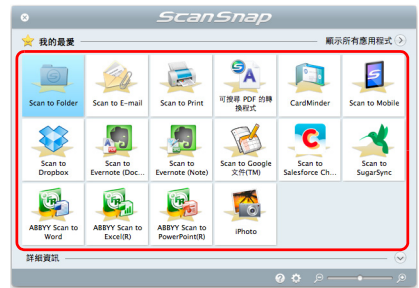 ScanSnap
我的最愛
顯示所有應用程式
Scan to Folder
Scan to E-mail
Scan to Print
可搜尋 PDF 的轉
換程式
CardMinder
Scan to Mobile
Scan to
Dropbox
Scan to
Evernote (Doc...
Scan to
Evernote (Note)
Scan to Google
文件(TM)
Scan to
Salesforce Ch...
Scan to
SugarSync
ABBYY Scan to
Word
ABBYY Scan to
Excel(R)
ABBYY Scan to
PowerPoint(R)
iPhoto
詳細資訊